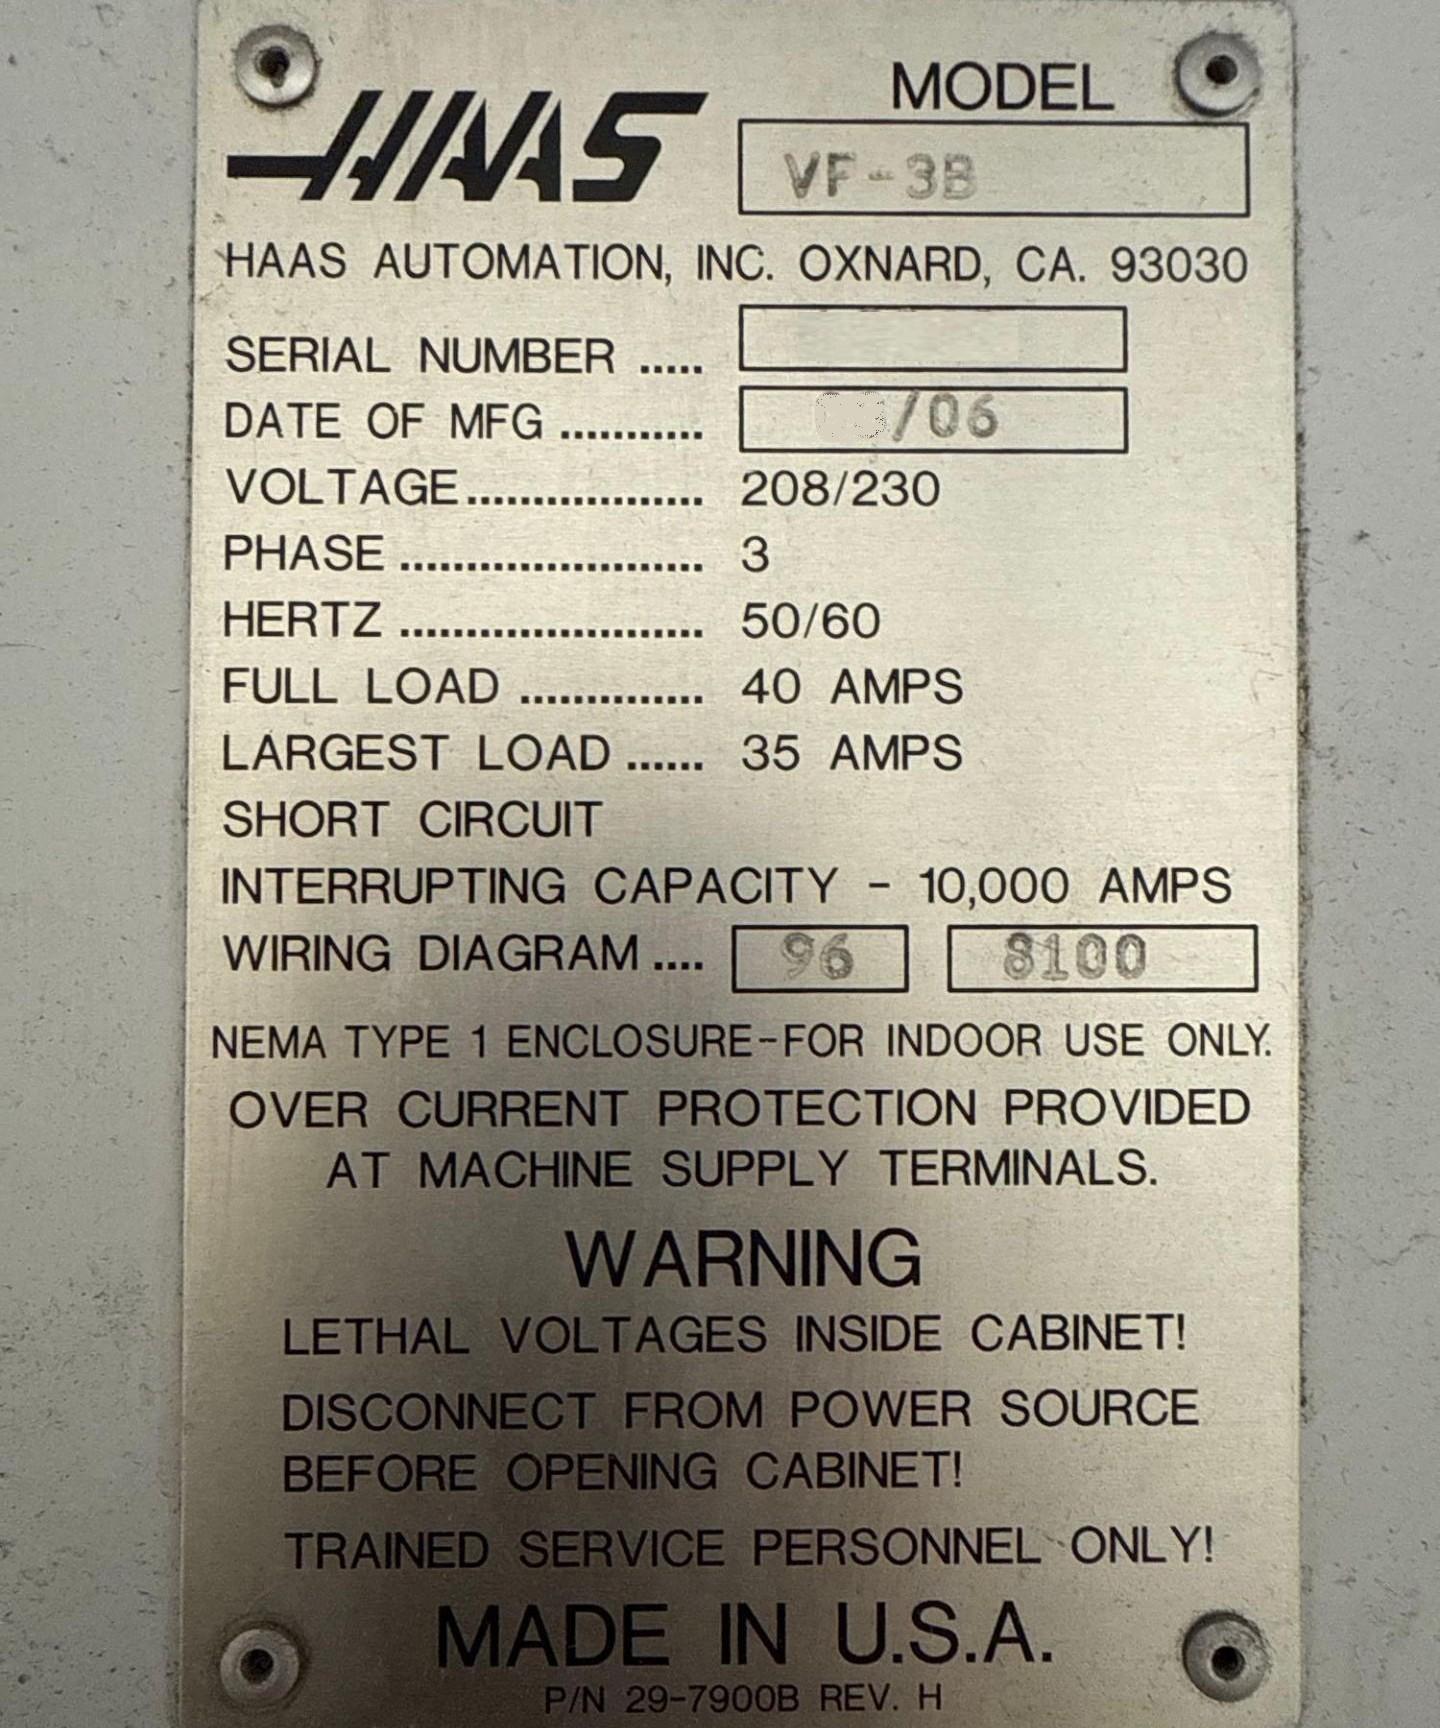 HAAS MODEL
VF-3B
HAAS AUTOMATION, INC. OXNARD, CA. 93030
SERIAL NUMBER .....
DATE OF MFG ........... /06
VOLTAGE.................. 208/230
PHASE ....................... 3
HERTZ ....................... 50/60
FULL LOAD .............. 40 AMPS
LARGEST LOAD ...... 35 AMPS
SHORT CIRCUIT
INTERRUPTING CAPACITY - 10,000 AMPS
WIRING DIAGRAM .... 96 8100
NEMA TYPE 1 ENCLOSURE-FOR INDOOR USE ONLY.
OVER CURRENT PROTECTION PROVIDED
AT MACHINE SUPPLY TERMINALS.
WARNING
LETHAL VOLTAGES INSIDE CABINET!
DISCONNECT FROM POWER SOURCE
BEFORE OPENING CABINET!
TRAINED SERVICE PERSONNEL ONLY!
MADE IN U.S.A.
P/N 29-7900B REV. H